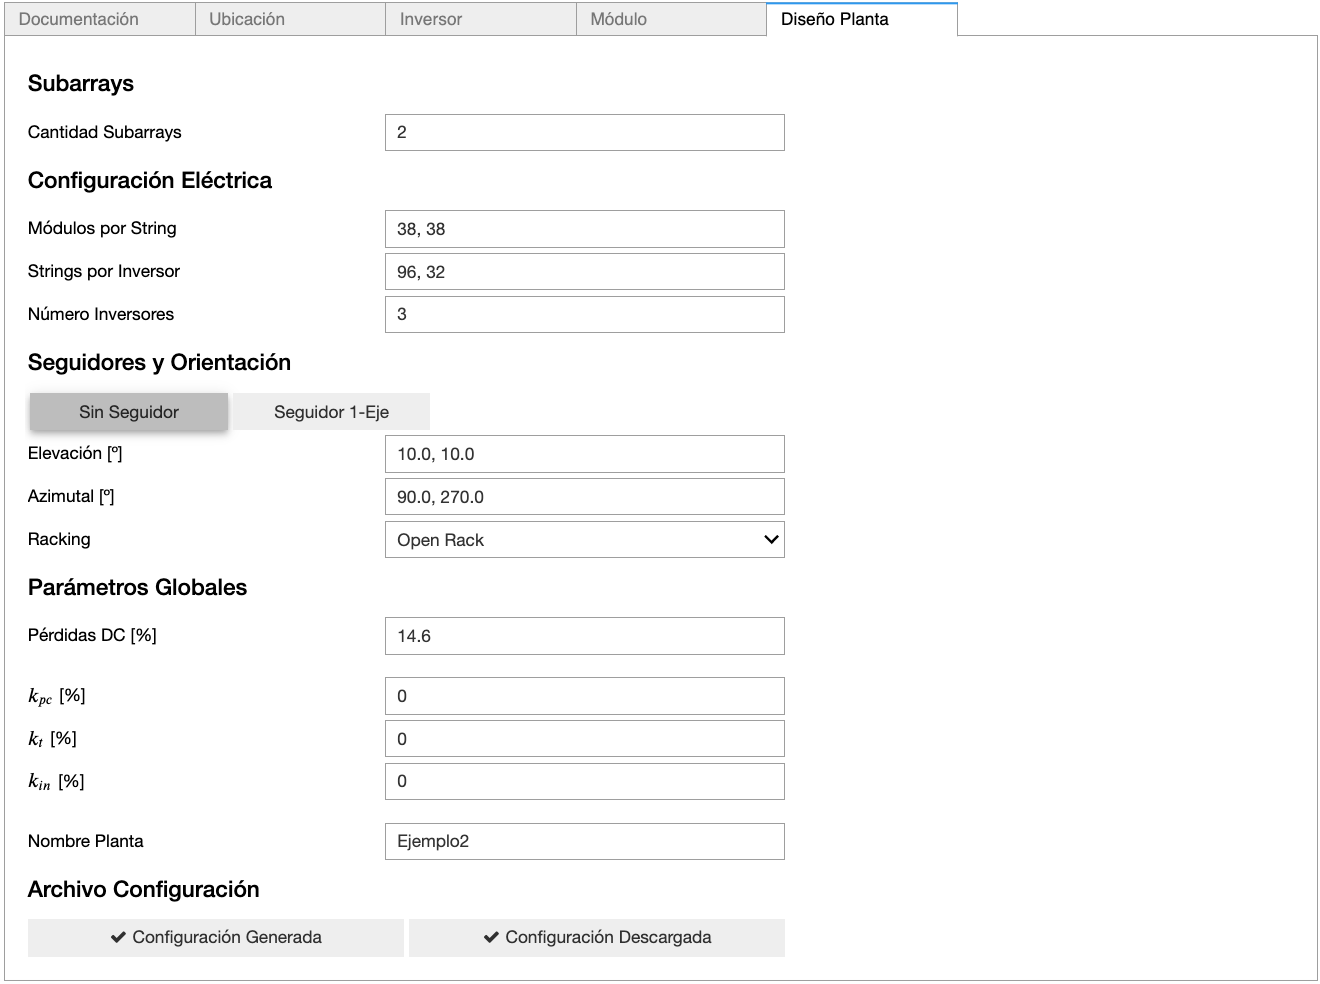 Documentación Ubicación Inversor Módulo Diseño Planta
Subarrays
Cantidad Subarrays 2
Configuración Eléctrica
Módulos por String 38, 38
Strings por Inversor 96, 32
Número Inversores 3
Seguidores y Orientación
Sin Seguidor Seguidor 1-Eje
Elevación [º] 10.0, 10.0
Azimutal [º] 90.0, 270.0
Racking Open Rack
Parámetros Globales
Pérdidas DC [%] 14.6
k_pc [%] 0
k_t [%] 0
k_in [%] 0
Nombre Planta Ejemplo2
Archivo Configuración
✔ Configuración Generada ✔ Configuración Descargada